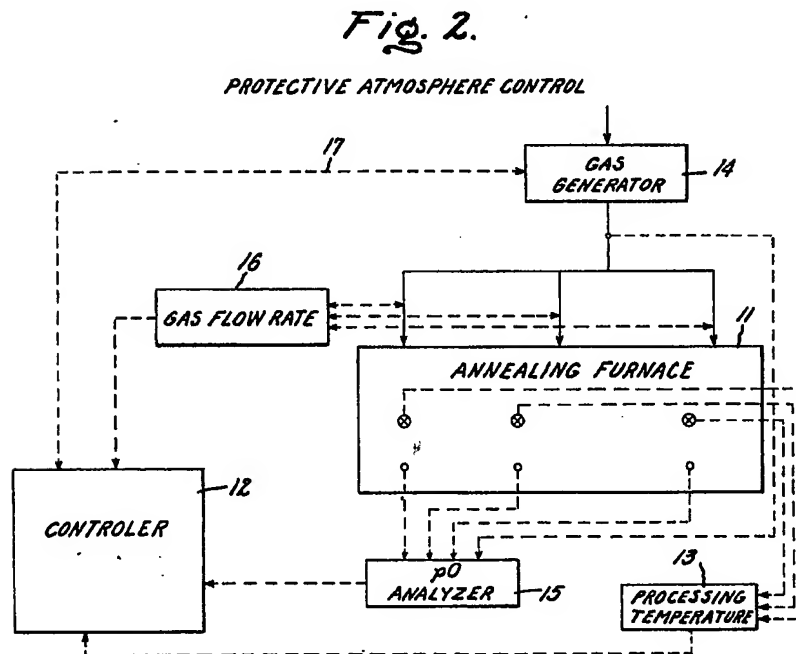 Fig. 2.
PROTECTIVE ATMOSPHERE CONTROL
17
GAS
GENERATOR
14
16
GAS FLOW RATE
11
ANNEALING FURNACE
12
CONTROLER
pO
ANALYZER
15
13
PROCESSING
TEMPERATURE